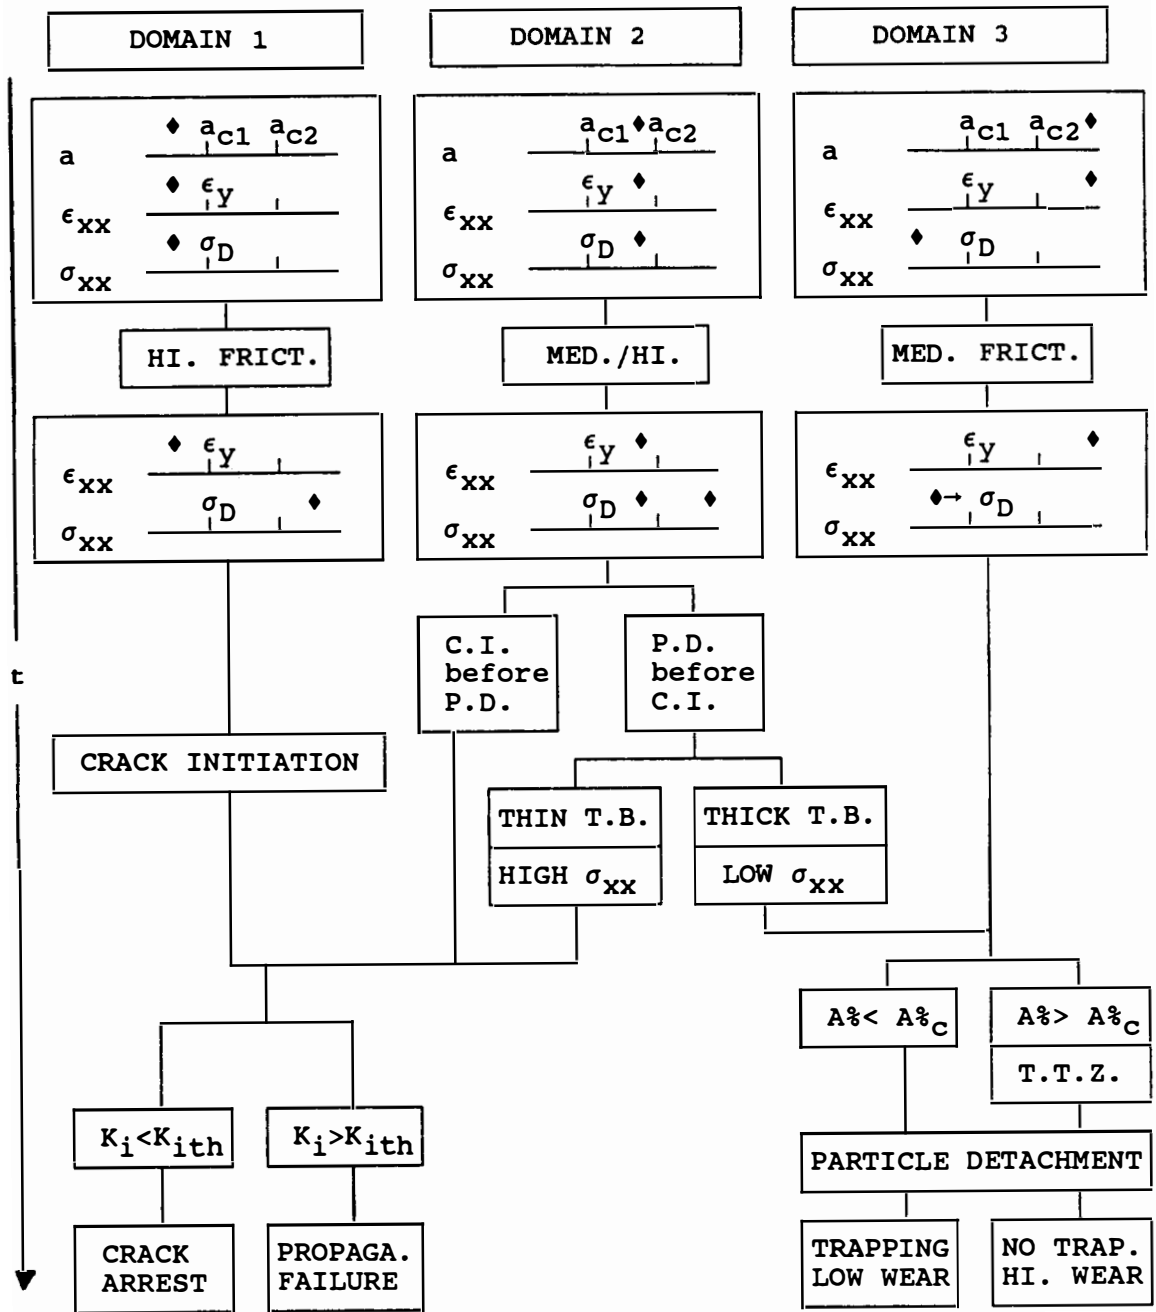 DOMAIN 1
DOMAIN 2
DOMAIN 3
a ♦ a_c1 a_c2
ϵ_xx ♦ ϵ_y
σ_xx ♦ σ_D
a a_c1 ♦ a_c2
ϵ_xx ϵ_y ♦
σ_xx σ_D ♦
a a_c1 a_c2 ♦
ϵ_xx ϵ_y ♦
σ_xx ♦ σ_D
HI. FRICT.
MED./HI.
MED. FRICT.
ϵ_xx ♦ ϵ_y
σ_xx σ_D ♦
ϵ_xx ϵ_y ♦
σ_xx σ_D ♦ ♦
ϵ_xx ϵ_y ♦
σ_xx ♦→ σ_D
t
C.I.
before
P.D.
P.D.
before
C.I.
CRACK INITIATION
THIN T.B.
HIGH σ_xx
THICK T.B.
LOW σ_xx
A%< A%_c
A%> A%_c
T.T.Z.
K_i<K_ith
K_i>K_ith
PARTICLE DETACHMENT
CRACK
ARREST
PROPAGA.
FAILURE
TRAPPING
LOW WEAR
NO TRAP.
HI. WEAR